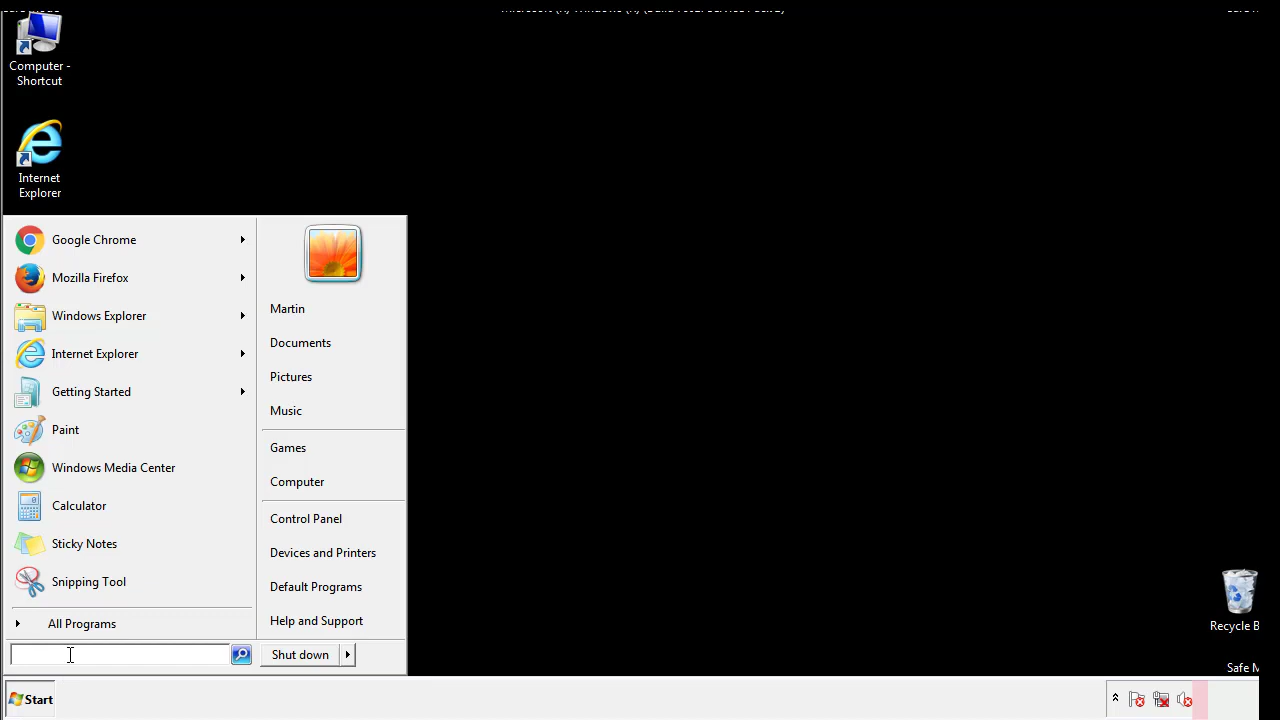 Computer -
Shortcut
Internet
Explorer
Google Chrome
Mozilla Firefox
Windows Explorer
Internet Explorer
Getting Started
Paint
Windows Media Center
Calculator
Sticky Notes
Snipping Tool
All Programs
Martin
Documents
Pictures
Music
Games
Computer
Control Panel
Devices and Printers
Default Programs
Help and Support
Shut down
Recycle B
Safe M
Start